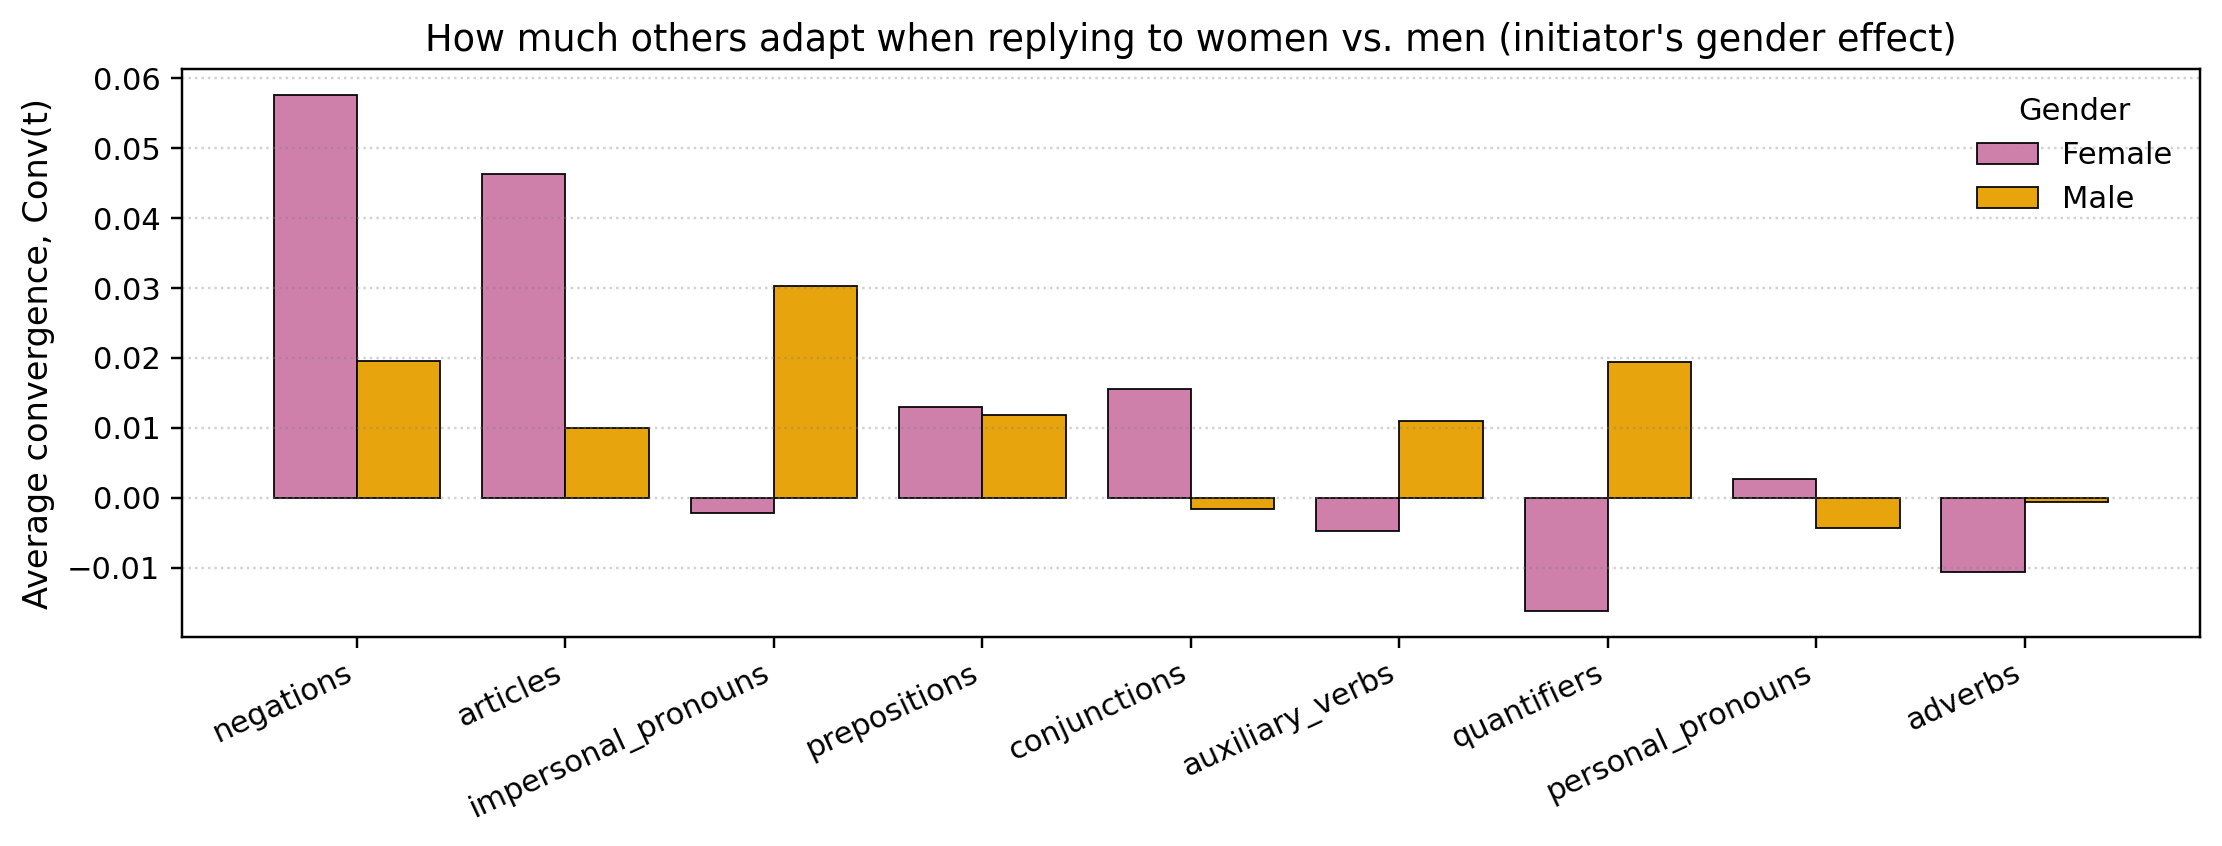 How much others adapt when replying to women vs. men (initiator's gender effect)
Average convergence, Conv(t)
0.06
0.05
0.04
0.03
0.02
0.01
0.00
−0.01
Gender
Female
Male
negations
articles
impersonal_pronouns
prepositions
conjunctions
auxiliary_verbs
quantifiers
personal_pronouns
adverbs